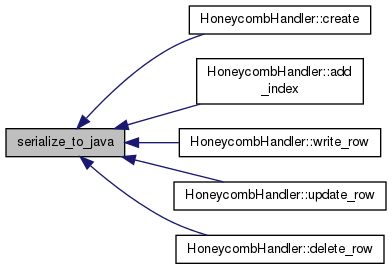 HoneycombHandler::create
HoneycombHandler::add
_index
serialize_to_java
HoneycombHandler::write_row
HoneycombHandler::update_row
HoneycombHandler::delete_row